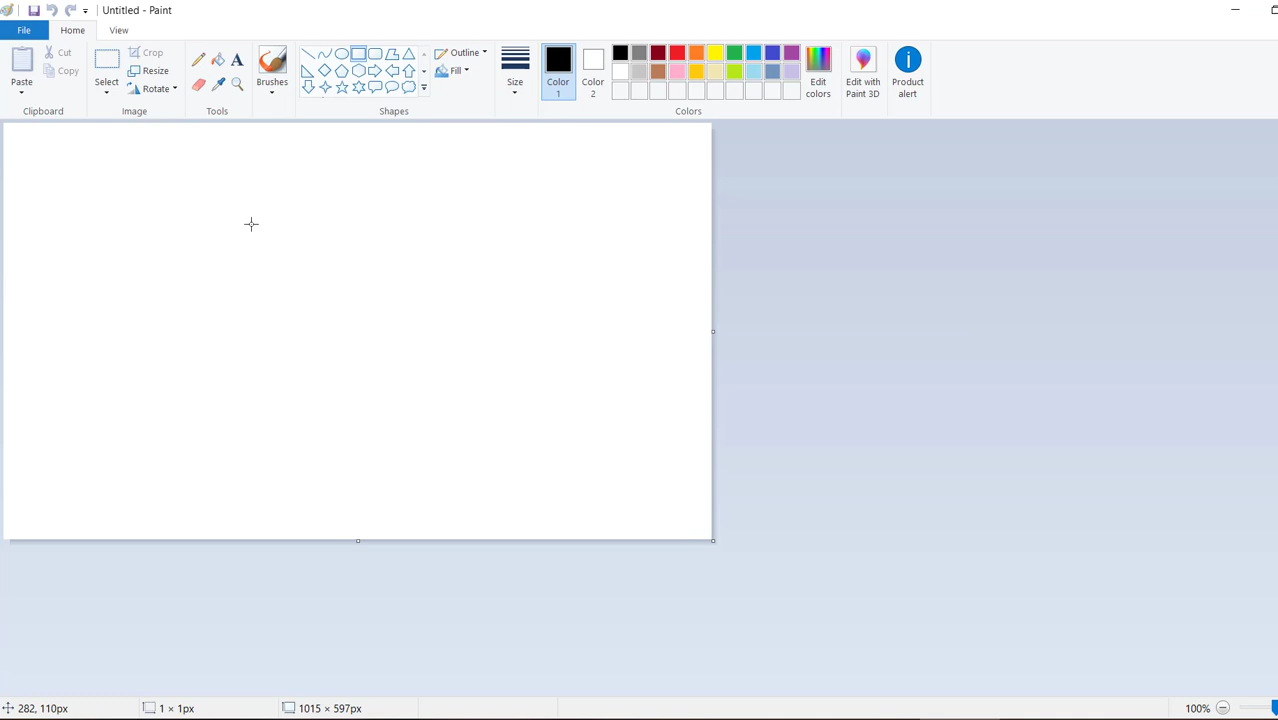 Untitled - Paint
File Home View
Paste Cut Copy Clipboard
Select Crop Resize Rotate Image
A
Tools
Brushes
Outline Fill Shapes
Size
Color 1
Color 2
Edit colors
Colors
Edit with Paint 3D
Product alert
282, 110px 1 × 1px 1015 × 597px 100%